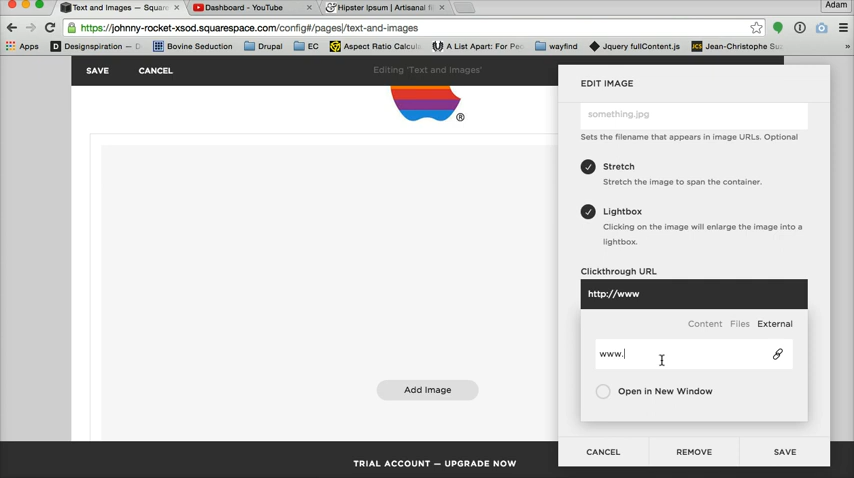 Adam
Text and Images — Squares
Dashboard - YouTube
Hipster Ipsum | Artisanal fi
https://johnny-rocket-xsod.squarespace.com/config#/pages|/text-and-images
Apps
Designspiration —
Bovine Seduction
Drupal
EC
Aspect Ratio Calcula
A List Apart: For Peo
wayfind
Jquery fullContent.js
Jean-Christophe Su
»
SAVE
CANCEL
Editing 'Text and Images'
®
EDIT IMAGE
something.jpg
Sets the filename that appears in image URLs. Optional
Stretch
Stretch the image to span the container.
Lightbox
Clicking on the image will enlarge the image into a
lightbox.
Clickthrough URL
http://www
Content Files External
www.
Open in New Window
Add Image
CANCEL
REMOVE
SAVE
TRIAL ACCOUNT — UPGRADE NOW